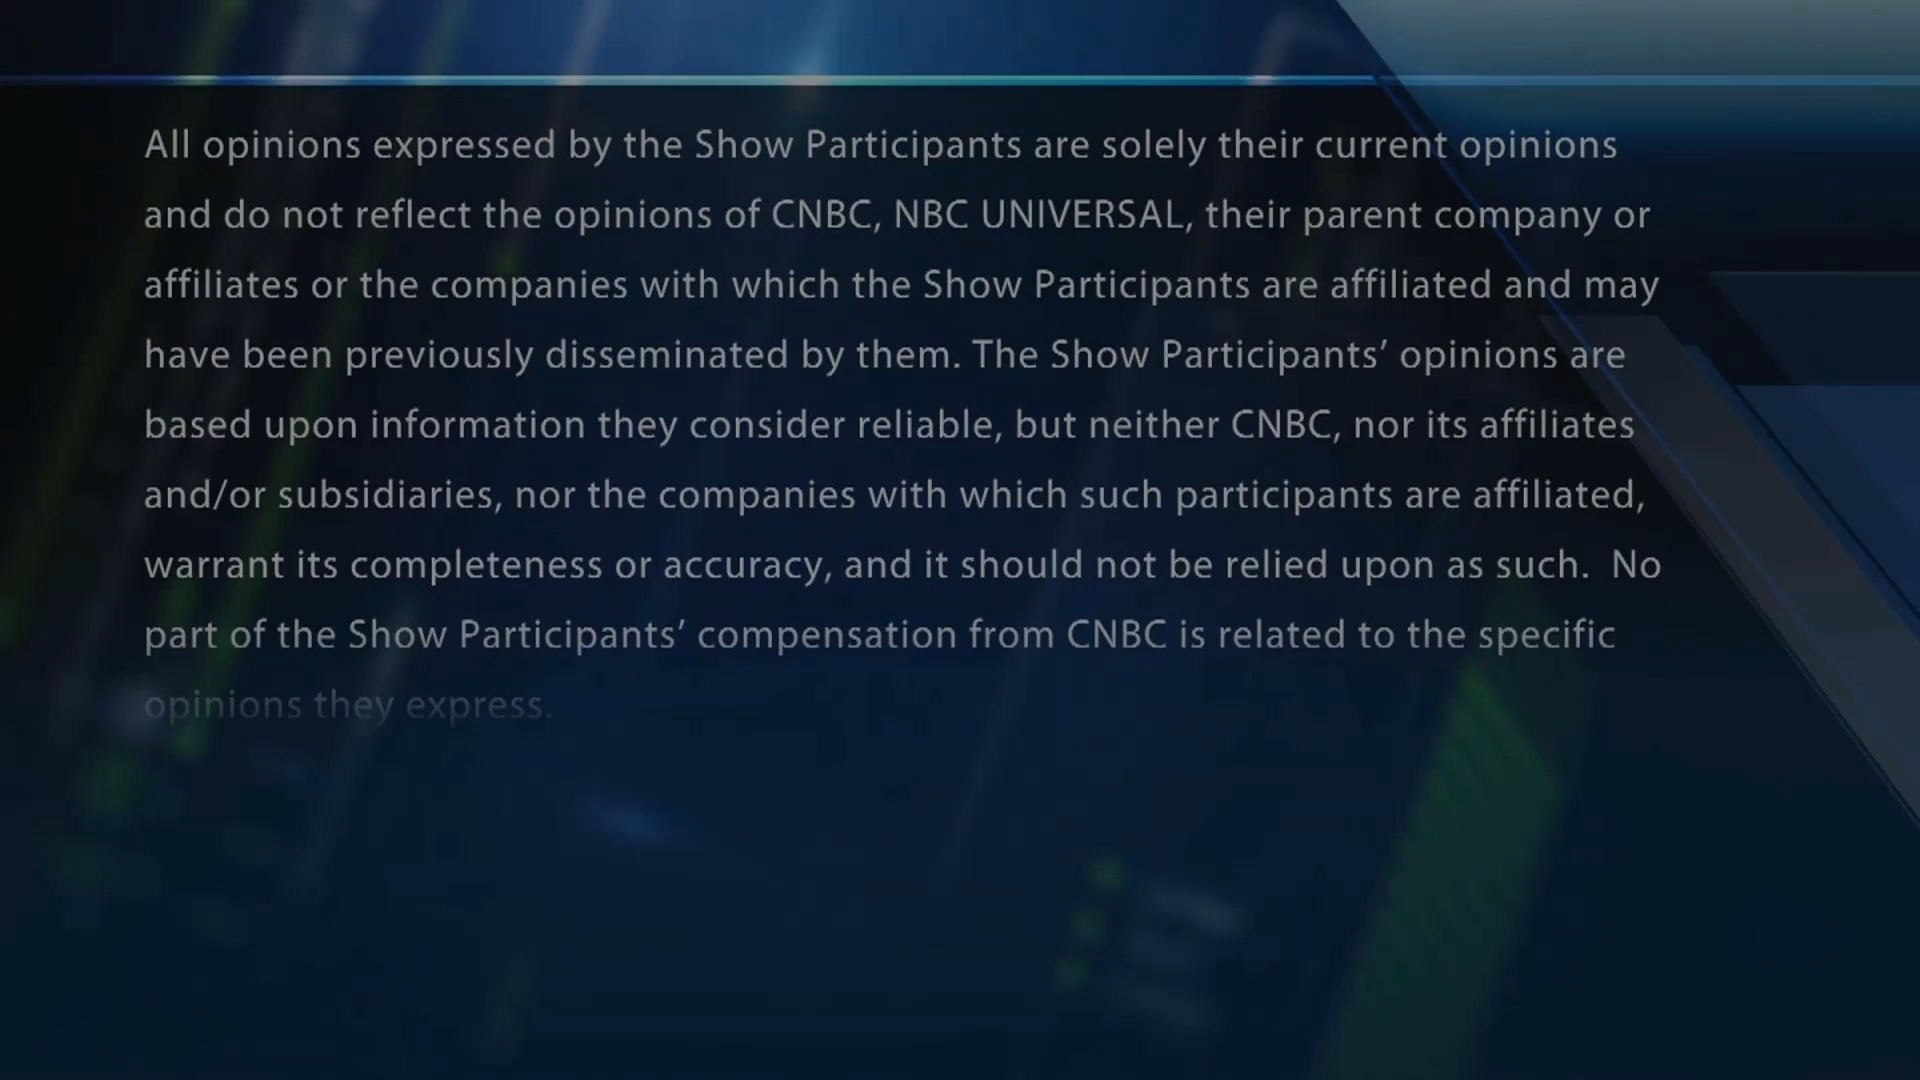 All opinions expressed by the Show Participants are solely their current opinions
and do not reflect the opinions of CNBC, NBC UNIVERSAL, their parent company or
affiliates or the companies with which the Show Participants are affiliated and may
have been previously disseminated by them. The Show Participants’ opinions are
based upon information they consider reliable, but neither CNBC, nor its affiliates
and/or subsidiaries, nor the companies with which such participants are affiliated,
warrant its completeness or accuracy, and it should not be relied upon as such.  No
part of the Show Participants’ compensation from CNBC is related to the specific
opinions they express.